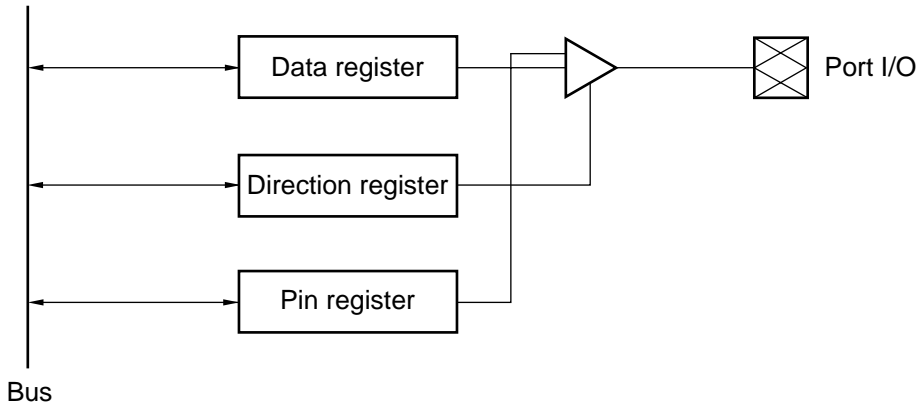 Data register
Port I/O
Direction register
Pin register
Bus